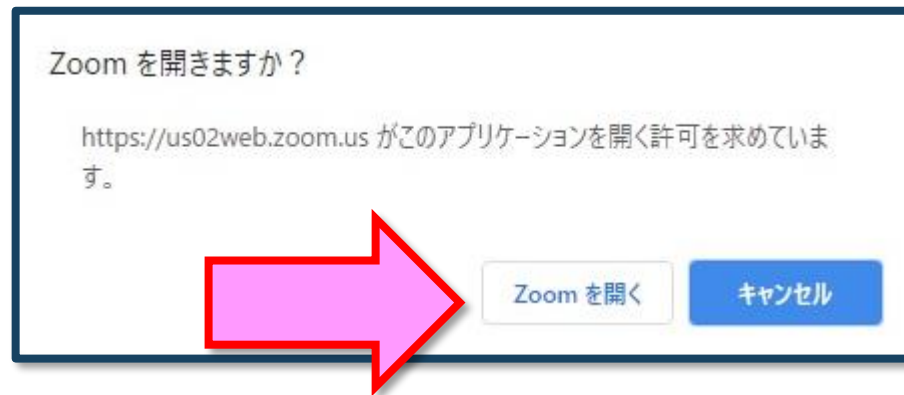 Zoom を開きますか？
https://us02web.zoom.us がこのアプリケーションを開く許可を求めていま
す。
Zoom を開く
キャンセル